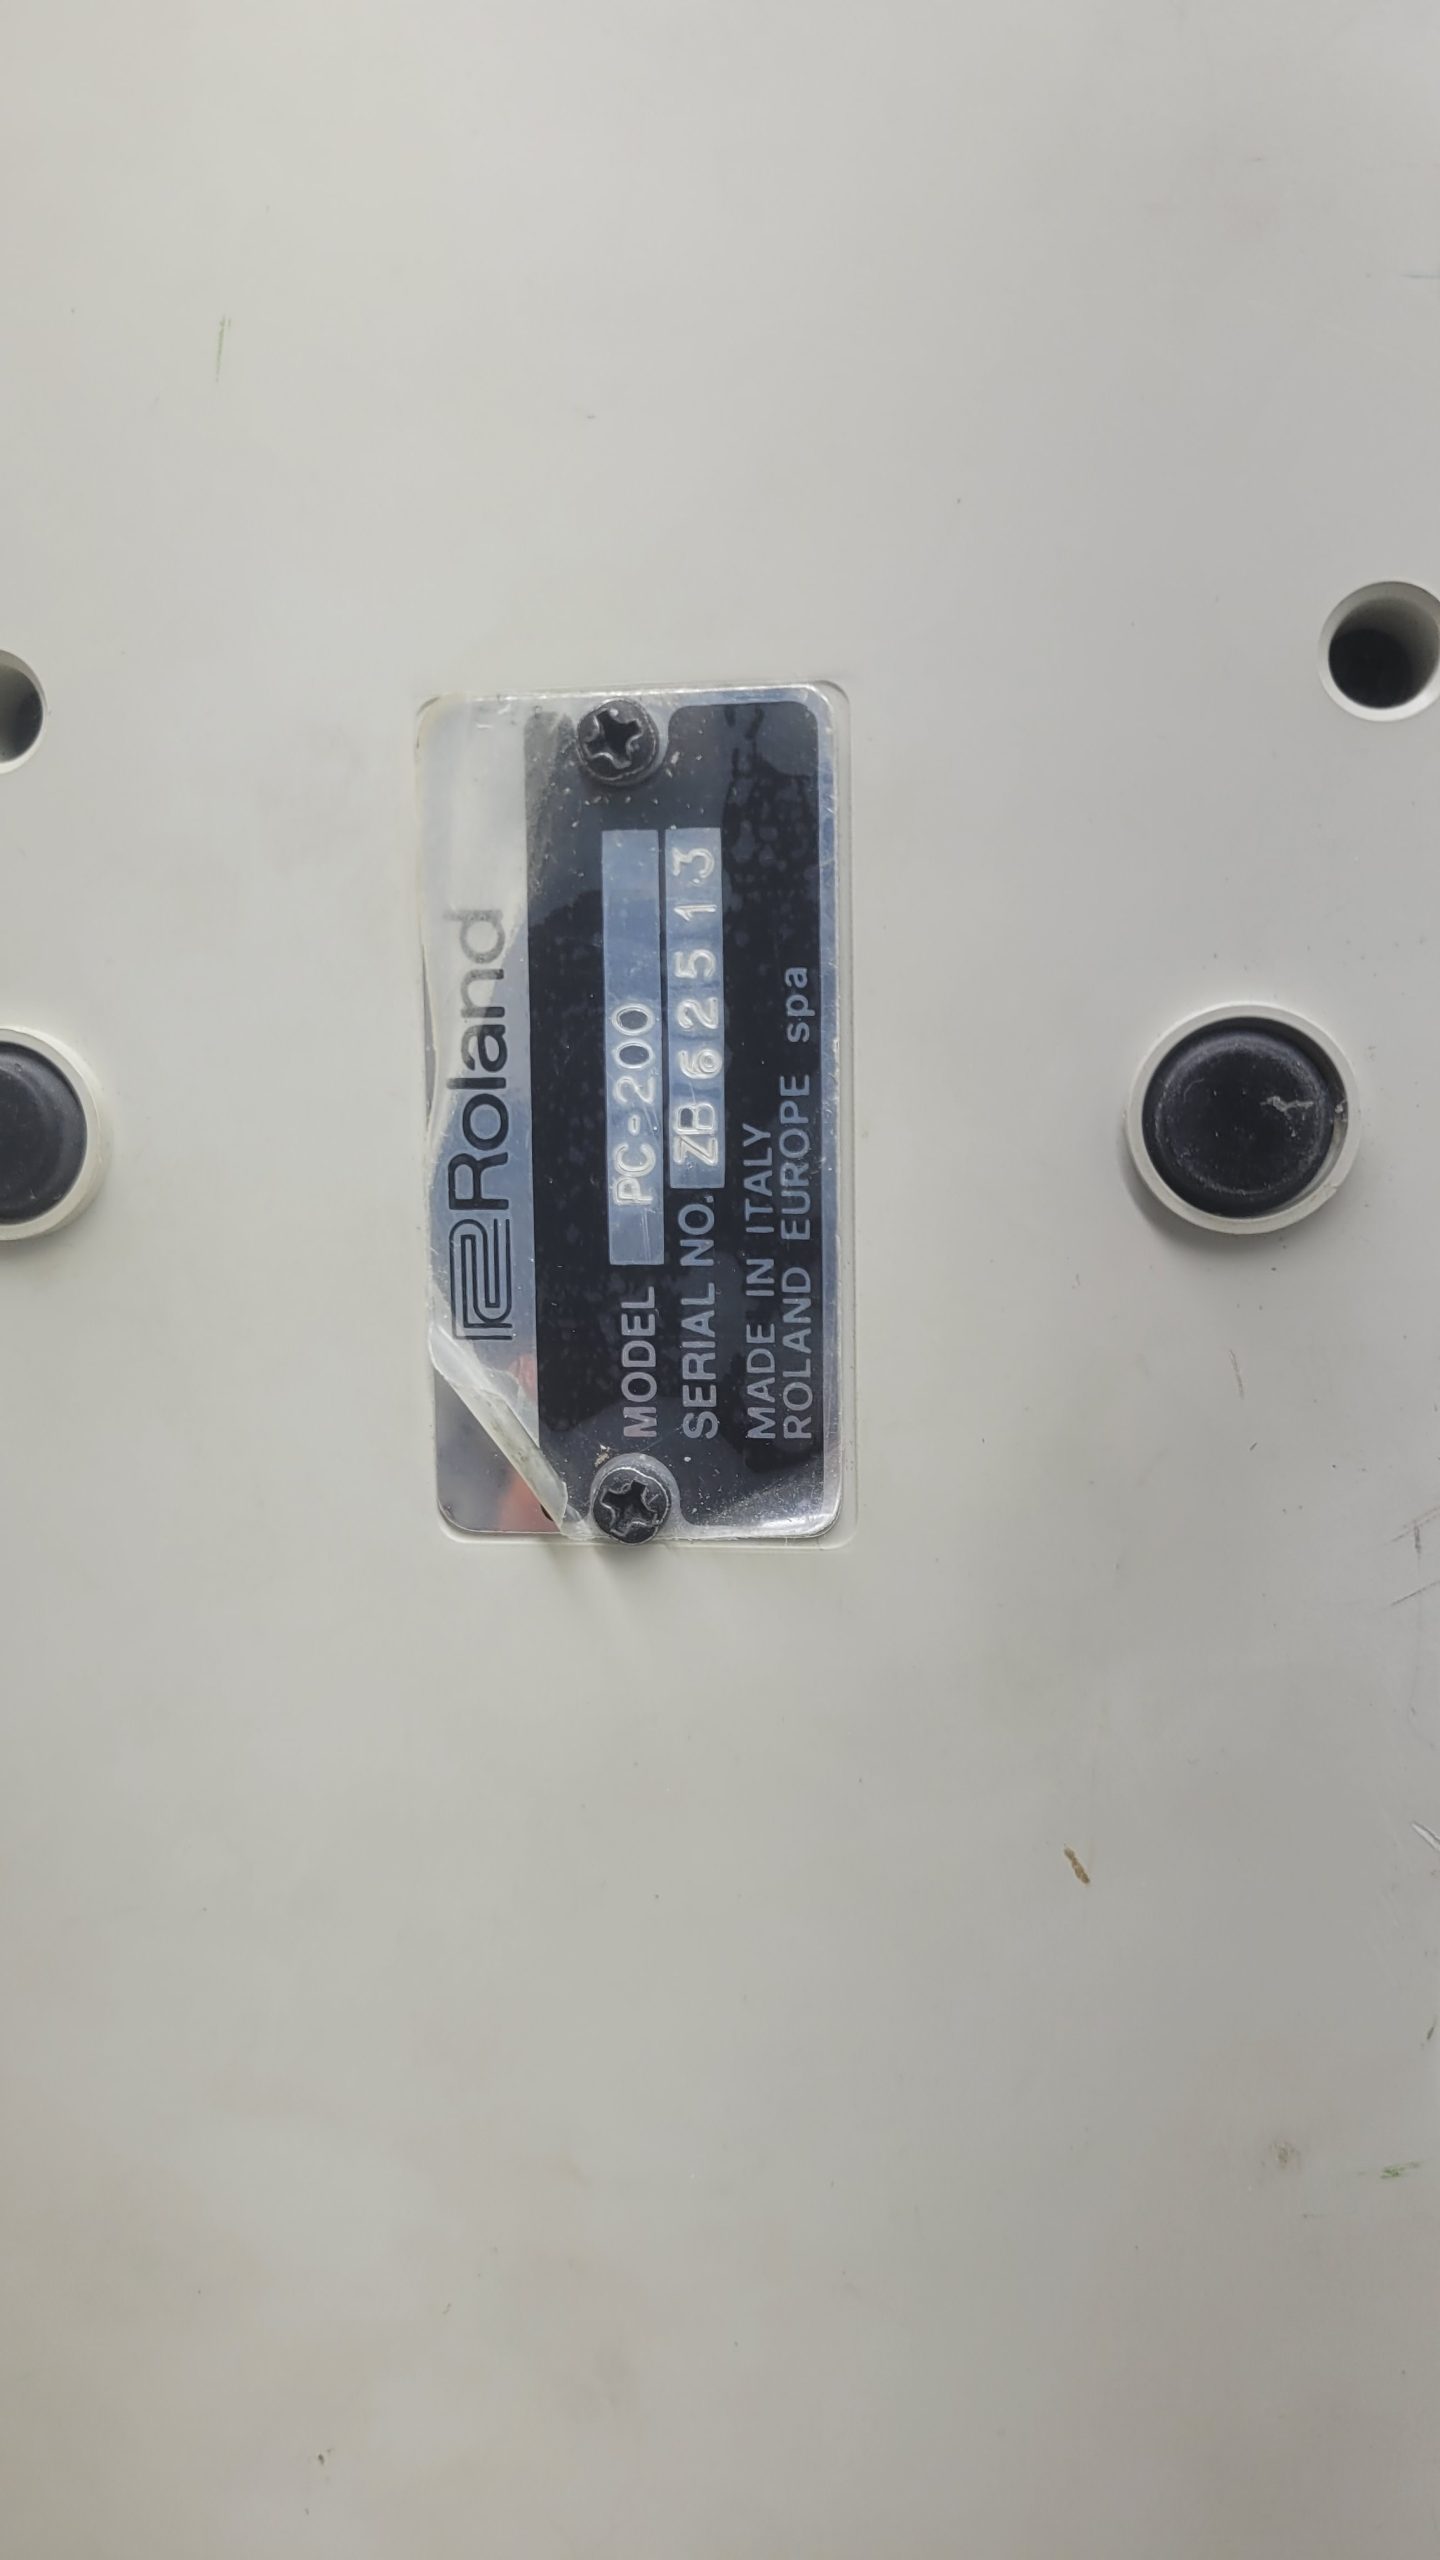 Roland
MODEL PC-200
SERIAL NO. ZB62513
MADE IN ITALY
ROLAND EUROPE spa